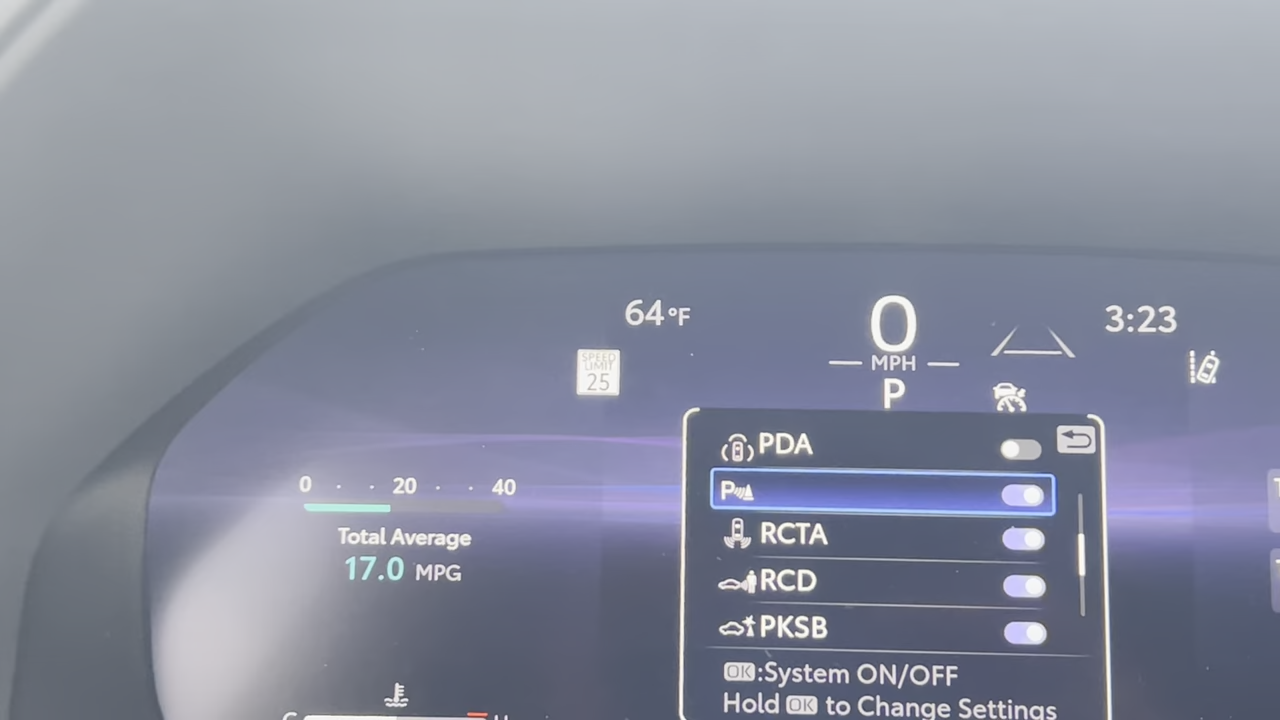 64°F
0
3:23
SPEED
LIMIT
25
MPH
P
PDA
P
RCTA
RCD
PKSB
OK:System ON/OFF
Hold OK to Change Settings
0 · · 20 · · 40
Total Average
17.0 MPG